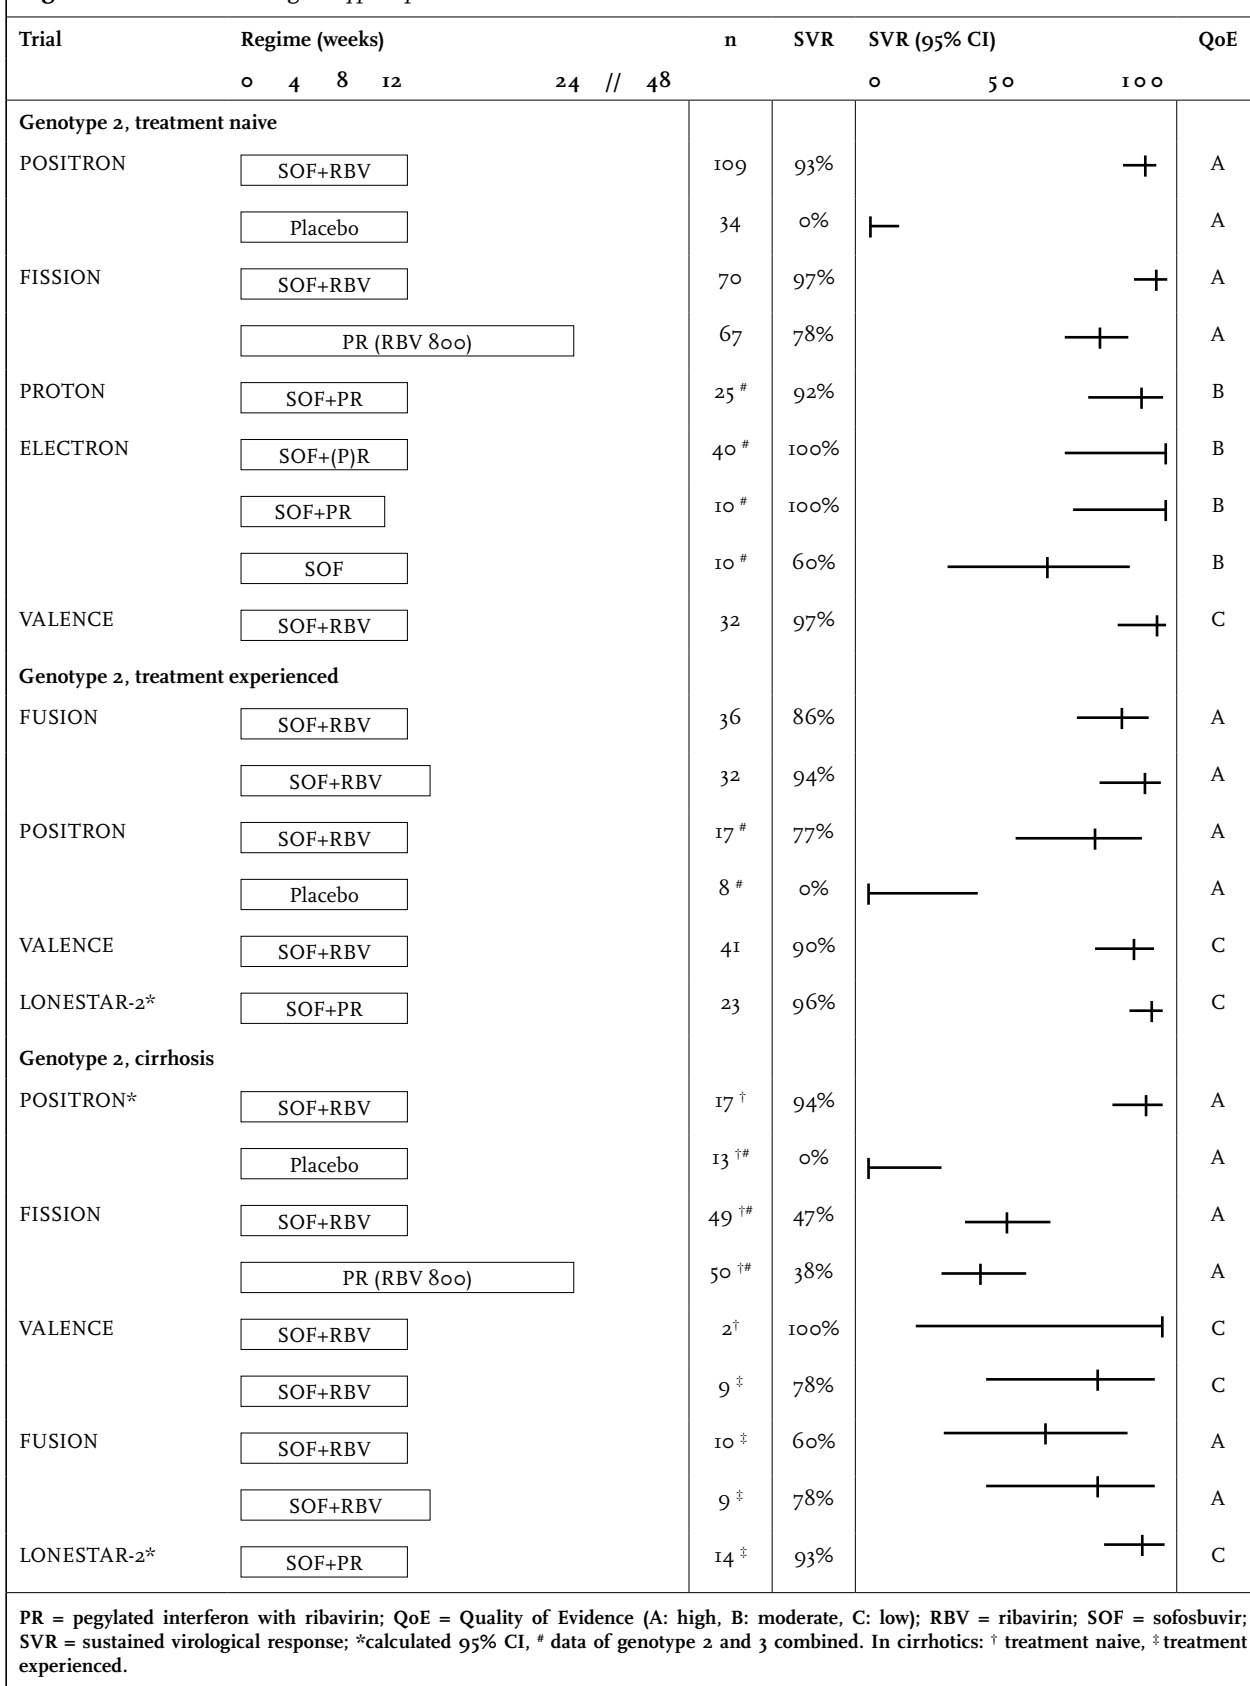 Trial Regime (weeks) n SVR SVR (95% CI) QoE
0 4 8 12 24 // 48 0 50 100
Genotype 2, treatment naive
POSITRON SOF+RBV 109 93% A
Placebo 34 0% A
FISSION SOF+RBV 70 97% A
PR (RBV 800) 67 78% A
PROTON SOF+PR 25 # 92% B
ELECTRON SOF+(P)R 40 # 100% B
SOF+PR 10 # 100% B
SOF 10 # 60% B
VALENCE SOF+RBV 32 97% C
Genotype 2, treatment experienced
FUSION SOF+RBV 36 86% A
SOF+RBV 32 94% A
POSITRON SOF+RBV 17 # 77% A
Placebo 8 # 0% A
VALENCE SOF+RBV 41 90% C
LONESTAR-2* SOF+PR 23 96% C
Genotype 2, cirrhosis
POSITRON* SOF+RBV 17 † 94% A
Placebo 13 †# 0% A
FISSION SOF+RBV 49 †# 47% A
PR (RBV 800) 50 †# 38% A
VALENCE SOF+RBV 2† 100% C
SOF+RBV 9 ‡ 78% C
FUSION SOF+RBV 10 ‡ 60% A
SOF+RBV 9 ‡ 78% A
LONESTAR-2* SOF+PR 14 ‡ 93% C
PR = pegylated interferon with ribavirin; QoE = Quality of Evidence (A: high, B: moderate, C: low); RBV = ribavirin; SOF = sofosbuvir;
SVR = sustained virological response; *calculated 95% CI, # data of genotype 2 and 3 combined. In cirrhotics: † treatment naive, ‡ treatment
experienced.